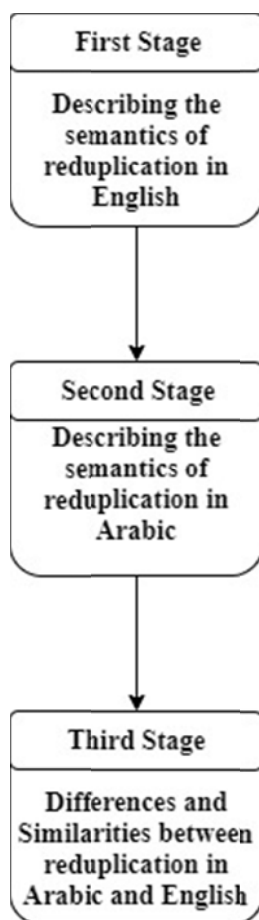 First Stage
Describing the
semantics of
reduplication in
English
Second Stage
Describing the
semantics of
reduplication in
Arabic
Third Stage
Differences and
Similarities between
reduplication in
Arabic and English